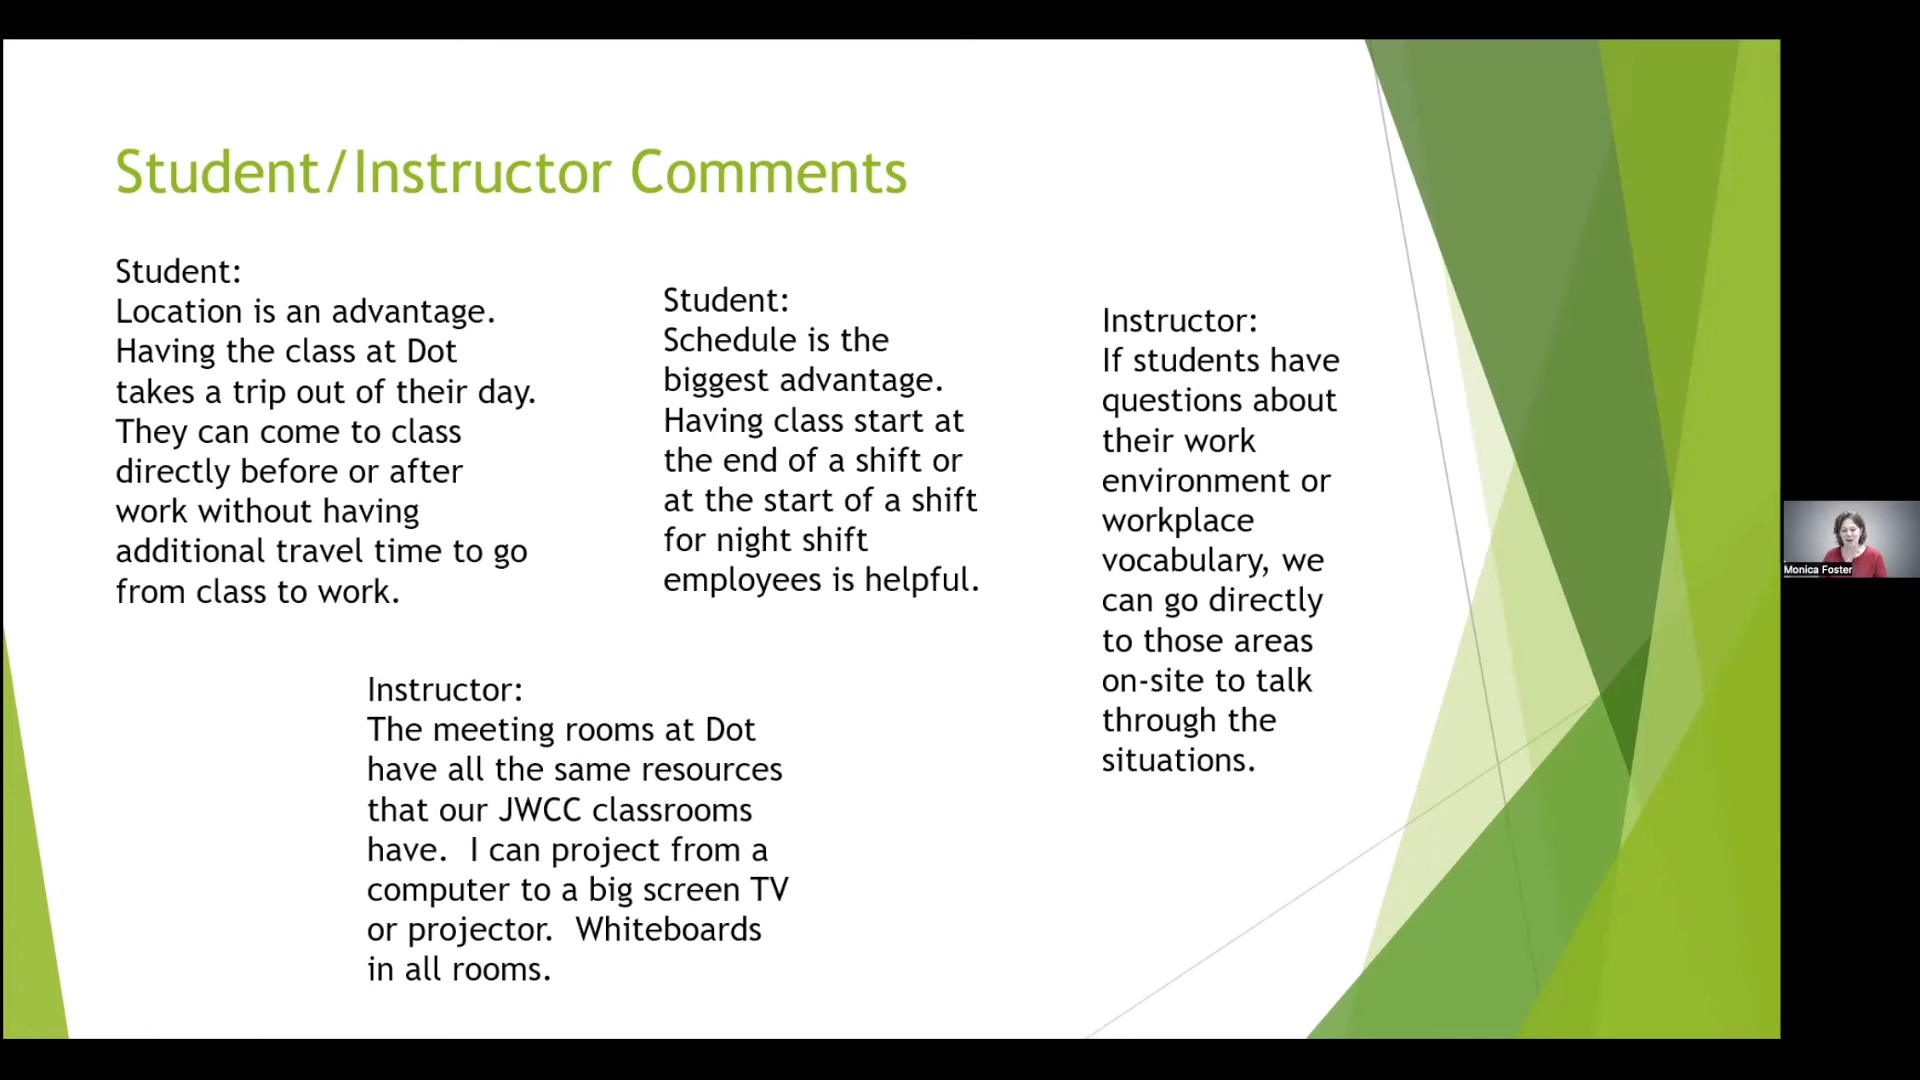 Student/Instructor Comments
Student:
Location is an advantage.
Having the class at Dot
takes a trip out of their day.
They can come to class
directly before or after
work without having
additional travel time to go
from class to work.
Student:
Schedule is the
biggest advantage.
Having class start at
the end of a shift or
at the start of a shift
for night shift
employees is helpful.
Instructor:
If students have
questions about
their work
environment or
workplace
vocabulary, we
can go directly
to those areas
on-site to talk
through the
situations.
Instructor:
The meeting rooms at Dot
have all the same resources
that our JWCC classrooms
have.  I can project from a
computer to a big screen TV
or projector.  Whiteboards
in all rooms.
Monica Foster